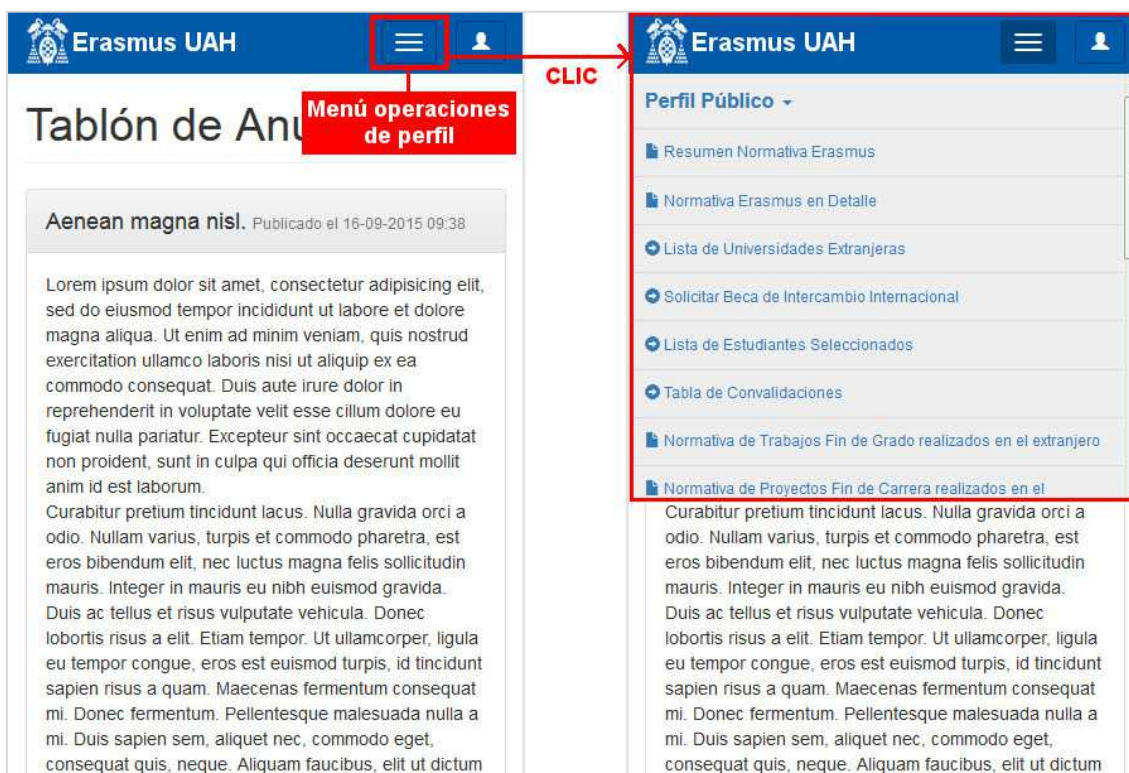 Erasmus UAH
Menú operaciones
de perfil
Tablón de Anu
Aenean magna nisl. Publicado el 16-09-2015 09:38
Lorem ipsum dolor sit amet, consectetur adipisicing elit,
sed do eiusmod tempor incididunt ut labore et dolore
magna aliqua. Ut enim ad minim veniam, quis nostrud
exercitation ullamco laboris nisi ut aliquip ex ea
commodo consequat. Duis aute irure dolor in
reprehenderit in voluptate velit esse cillum dolore eu
fugiat nulla pariatur. Excepteur sint occaecat cupidatat
non proident, sunt in culpa qui officia deserunt mollit
anim id est laborum.
Curabitur pretium tincidunt lacus. Nulla gravida orci a
odio. Nullam varius, turpis et commodo pharetra, est
eros bibendum elit, nec luctus magna felis sollicitudin
mauris. Integer in mauris eu nibh euismod gravida.
Duis ac tellus et risus vulputate vehicula. Donec
lobortis risus a elit. Etiam tempor. Ut ullamcorper, ligula
eu tempor congue, eros est euismod turpis, id tincidunt
sapien risus a quam. Maecenas fermentum consequat
mi. Donec fermentum. Pellentesque malesuada nulla a
mi. Duis sapien sem, aliquet nec, commodo eget,
consequat quis, neque. Aliquam faucibus, elit ut dictum
CLIC
Erasmus UAH
Perfil Público
Resumen Normativa Erasmus
Normativa Erasmus en Detalle
Lista de Universidades Extranjeras
Solicitar Beca de Intercambio Internacional
Lista de Estudiantes Seleccionados
Tabla de Convalidaciones
Normativa de Trabajos Fin de Grado realizados en el extranjero
Normativa de Proyectos Fin de Carrera realizados en el
Curabitur pretium tincidunt lacus. Nulla gravida orci a
odio. Nullam varius, turpis et commodo pharetra, est
eros bibendum elit, nec luctus magna felis sollicitudin
mauris. Integer in mauris eu nibh euismod gravida.
Duis ac tellus et risus vulputate vehicula. Donec
lobortis risus a elit. Etiam tempor. Ut ullamcorper, ligula
eu tempor congue, eros est euismod turpis, id tincidunt
sapien risus a quam. Maecenas fermentum consequat
mi. Donec fermentum. Pellentesque malesuada nulla a
mi. Duis sapien sem, aliquet nec, commodo eget,
consequat quis, neque. Aliquam faucibus, elit ut dictum